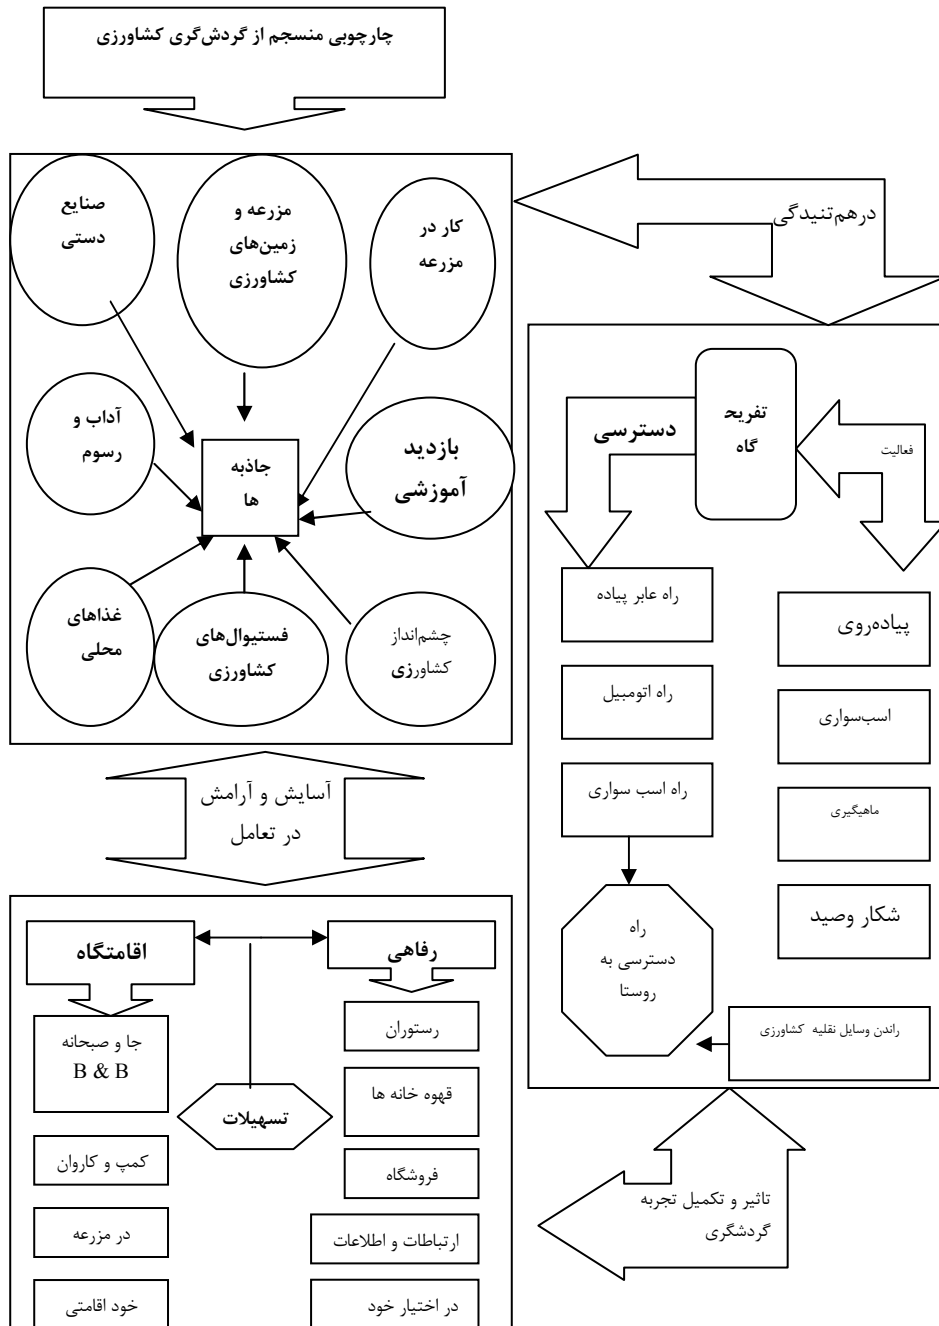 چارچوبی منسجم از گردش‌گری کشاورزی
صنایع
دستی
مزرعه و
زمین‌های
کشاورزی
کار در
مزرعه
آداب و
رسوم
جاذبه
ها
بازدید
آموزشی
غذاهای
محلی
فستیوال‌های
کشاورزی
چشم‌انداز
کشاورزی
درهم‌تنیدگی
تفریح
گاه
دسترسی
فعالیت
راه عابر پیاده
راه اتومبیل
راه اسب سواری
راه
دسترسی به
روستا
پیاده‌روی
اسب‌سواری
ماهیگیری
شکار وصید
راندن وسایل نقلیه کشاورزی
آسایش و آرامش
در تعامل
اقامتگاه
رفاهی
جا و صبحانه
B & B
کمپ و کاروان
در مزرعه
خود اقامتی
تسهیلات
رستوران
قهوه خانه ها
فروشگاه
ارتباطات و اطلاعات
در اختیار خود
تاثیر و تکمیل تجربه
گردشگری